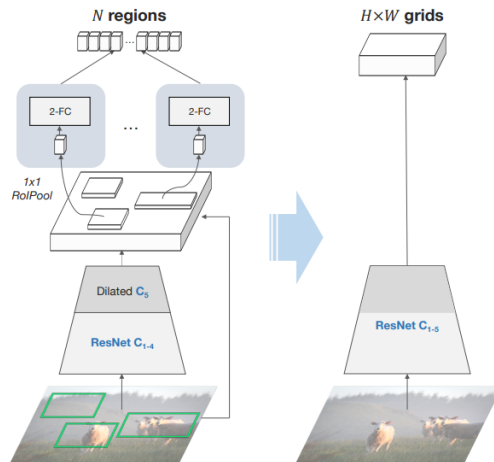 N regions
2-FC
2-FC
...
...
1x1
RoIPool
Dilated C₅
ResNet C₁₋₄
H×W grids
ResNet C₁₋₅